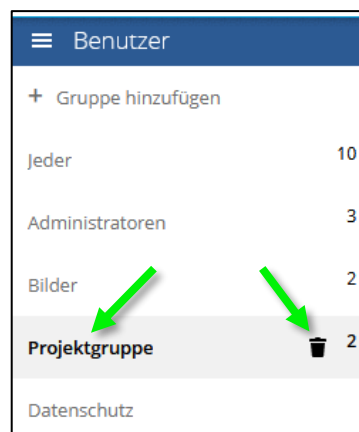 Benutzer
+ Gruppe hinzufügen
Jeder 10
Administratoren 3
Bilder 2
Projektgruppe 2
Datenschutz